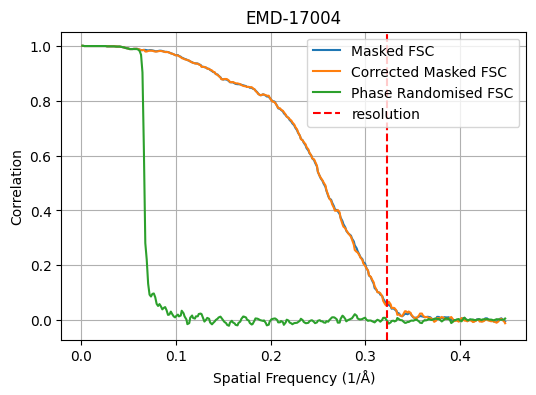 EMD-17004
Masked FSC
Corrected Masked FSC
Phase Randomised FSC
resolution
Correlation
1.0
0.8
0.6
0.4
0.2
0.0
0.0 0.1 0.2 0.3 0.4
Spatial Frequency (1/Å)